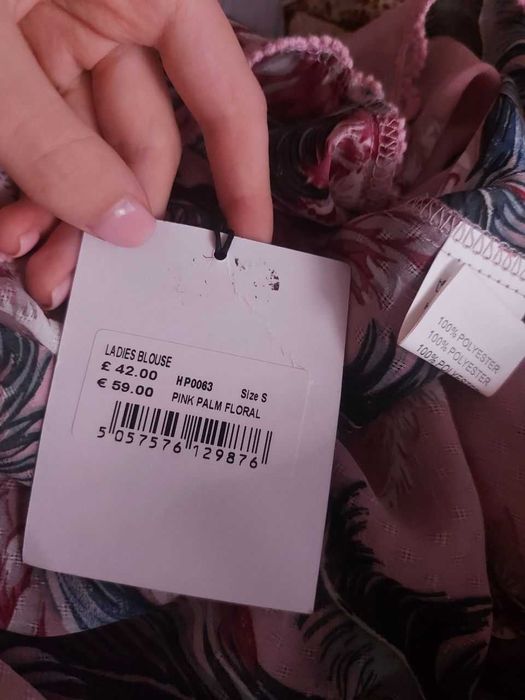 LADIES BLOUSE
£ 42.00 HP0063 Size S
€ 59.00 PINK PALM FLORAL
5 057576 129876
100% POLYESTER
100% POLYESTER
100% POLYESTER